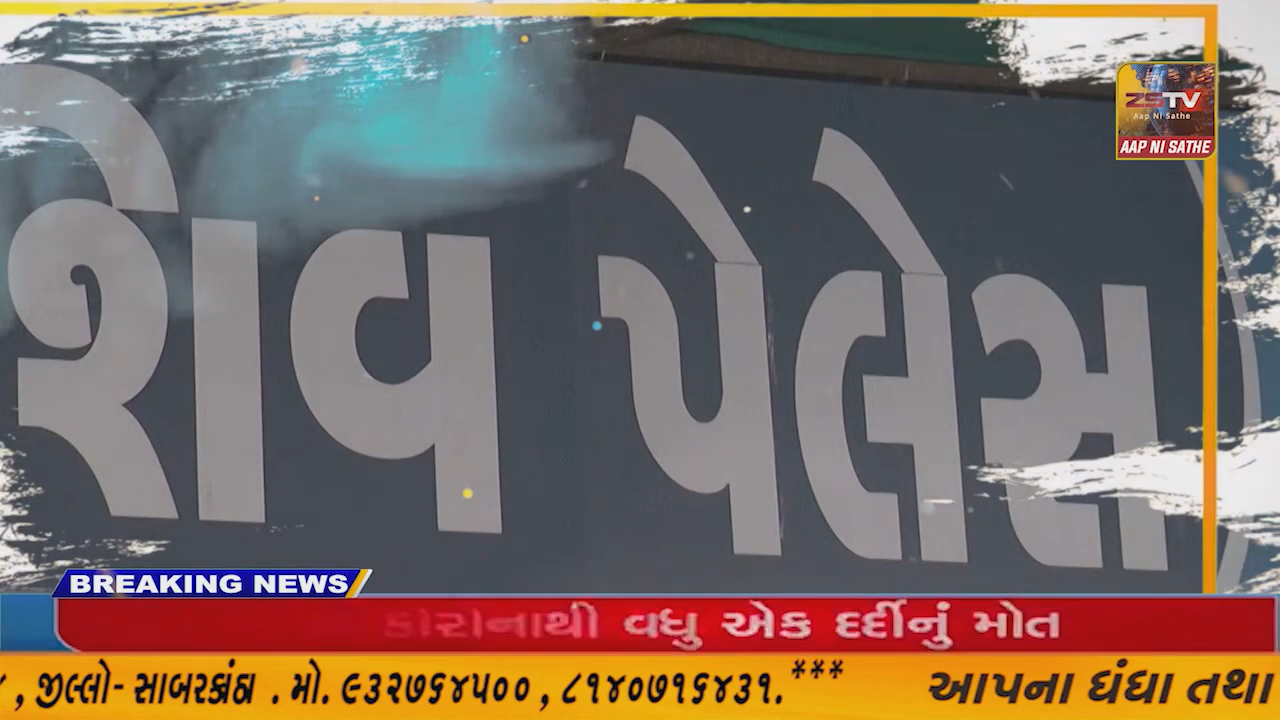 શિવ પેલેસ
ZSTV
Aap Ni Sathe
AAP NI SATHE
BREAKING NEWS
કોરોનાથી વધુ એક દર્દીનું મોત
, જીલ્લો- સાબરકાંઠા . મો. ૯૩૨૭૬૪૫૦૦ , ૮૧૪૦૭૧૬૪૩૧.*** આપના ધંધા તથા